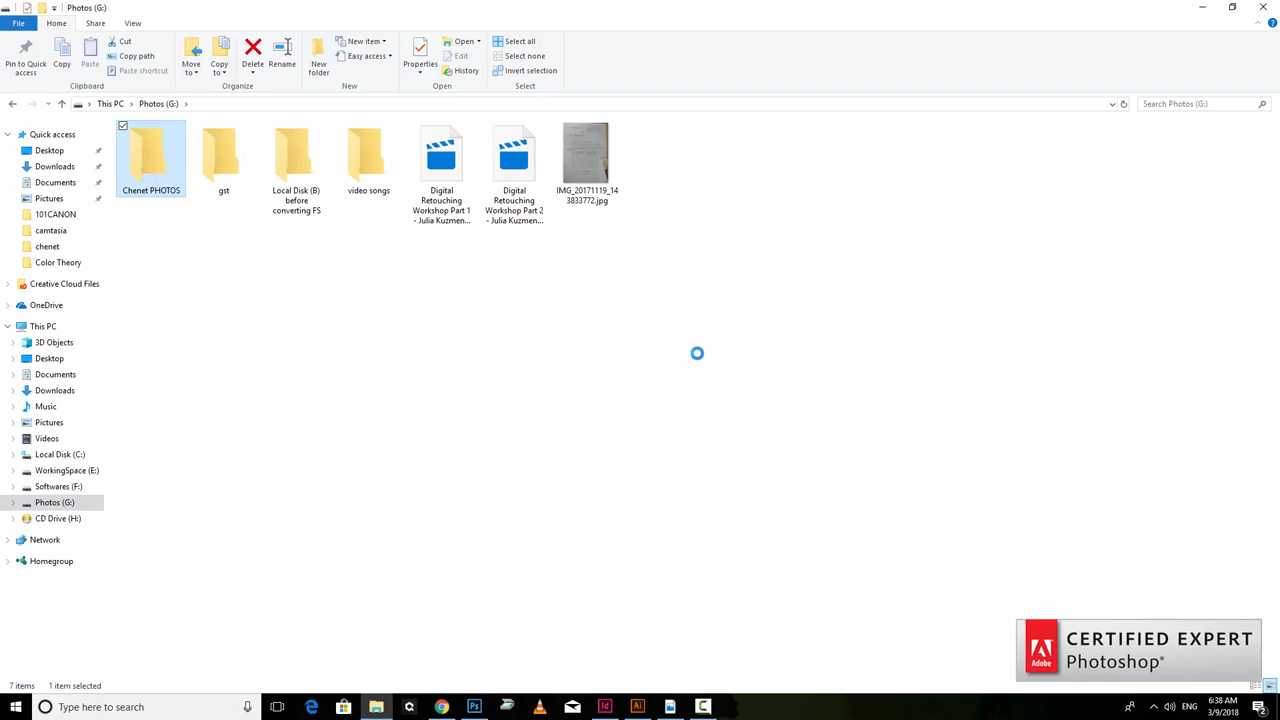 Photos (G:)
File Home Share View
Pin to Quick access
Copy
Paste
Cut
Copy path
Paste shortcut
Clipboard
Move to
Copy to
Delete
Rename
Organize
New folder
New item
Easy access
New
Properties
Open
Edit
History
Open
Select all
Select none
Invert selection
Select
This PC Photos (G:)
Search Photos (G:)
Quick access
Desktop
Downloads
Documents
Pictures
101CANON
camtasia
chenet
Color Theory
Creative Cloud Files
OneDrive
This PC
3D Objects
Desktop
Documents
Downloads
Music
Pictures
Videos
Local Disk (C:)
WorkingSpace (E:)
Softwares (F:)
Photos (G:)
CD Drive (H:)
Network
Homegroup
Chenet PHOTOS
gst
Local Disk (B)
before
converting FS
video songs
Digital
Retouching
Workshop Part 1
- Julia Kuzmen...
Digital
Retouching
Workshop Part 2
- Julia Kuzmen...
IMG_20171119_14
3833772.jpg
Adobe
CERTIFIED EXPERT
Photoshop®
7 items 1 item selected
Type here to search
Ps
Id
Ai
ENG
6:38 AM
3/9/2018
2